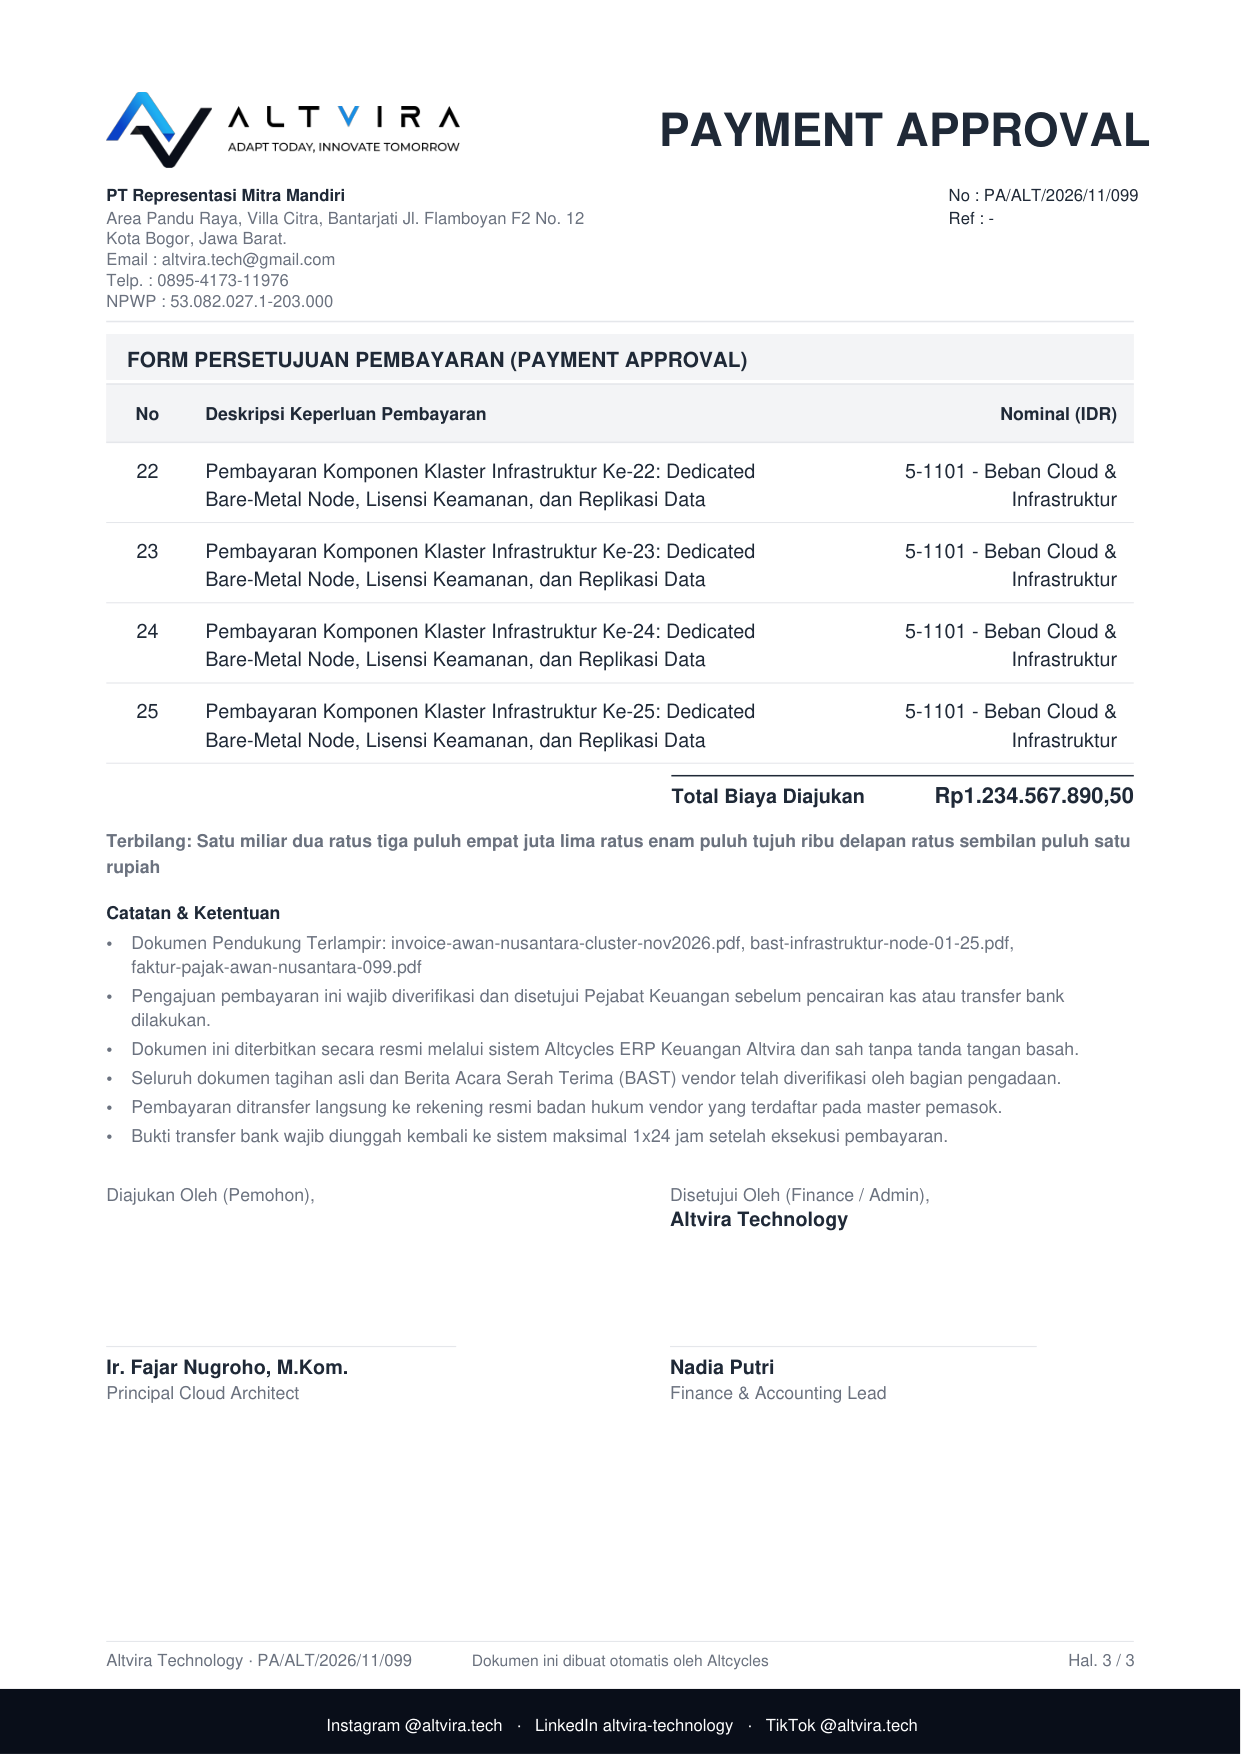 ALTVIRA
ADAPT TODAY, INNOVATE TOMORROW
PAYMENT APPROVAL
PT Representasi Mitra Mandiri
Area Pandu Raya, Villa Citra, Bantarjati Jl. Flamboyan F2 No. 12
Kota Bogor, Jawa Barat.
Email : altvira.tech@gmail.com
Telp. : 0895-4173-11976
NPWP : 53.082.027.1-203.000
No : PA/ALT/2026/11/099
Ref : -
FORM PERSETUJUAN PEMBAYARAN (PAYMENT APPROVAL)
No Deskripsi Keperluan Pembayaran Nominal (IDR)
22 Pembayaran Komponen Klaster Infrastruktur Ke-22: Dedicated 5-1101 - Beban Cloud &
Bare-Metal Node, Lisensi Keamanan, dan Replikasi Data Infrastruktur
23 Pembayaran Komponen Klaster Infrastruktur Ke-23: Dedicated 5-1101 - Beban Cloud &
Bare-Metal Node, Lisensi Keamanan, dan Replikasi Data Infrastruktur
24 Pembayaran Komponen Klaster Infrastruktur Ke-24: Dedicated 5-1101 - Beban Cloud &
Bare-Metal Node, Lisensi Keamanan, dan Replikasi Data Infrastruktur
25 Pembayaran Komponen Klaster Infrastruktur Ke-25: Dedicated 5-1101 - Beban Cloud &
Bare-Metal Node, Lisensi Keamanan, dan Replikasi Data Infrastruktur
Total Biaya Diajukan Rp1.234.567.890,50
Terbilang: Satu miliar dua ratus tiga puluh empat juta lima ratus enam puluh tujuh ribu delapan ratus sembilan puluh satu
rupiah
Catatan & Ketentuan
• Dokumen Pendukung Terlampir: invoice-awan-nusantara-cluster-nov2026.pdf, bast-infrastruktur-node-01-25.pdf,
faktur-pajak-awan-nusantara-099.pdf
• Pengajuan pembayaran ini wajib diverifikasi dan disetujui Pejabat Keuangan sebelum pencairan kas atau transfer bank
dilakukan.
• Dokumen ini diterbitkan secara resmi melalui sistem Altcycles ERP Keuangan Altvira dan sah tanpa tanda tangan basah.
• Seluruh dokumen tagihan asli dan Berita Acara Serah Terima (BAST) vendor telah diverifikasi oleh bagian pengadaan.
• Pembayaran ditransfer langsung ke rekening resmi badan hukum vendor yang terdaftar pada master pemasok.
• Bukti transfer bank wajib diunggah kembali ke sistem maksimal 1x24 jam setelah eksekusi pembayaran.
Diajukan Oleh (Pemohon),
Disetujui Oleh (Finance / Admin),
Altvira Technology
Ir. Fajar Nugroho, M.Kom.
Principal Cloud Architect
Nadia Putri
Finance & Accounting Lead
Altvira Technology · PA/ALT/2026/11/099 Dokumen ini dibuat otomatis oleh Altcycles Hal. 3 / 3
Instagram @altvira.tech · LinkedIn altvira-technology · TikTok @altvira.tech